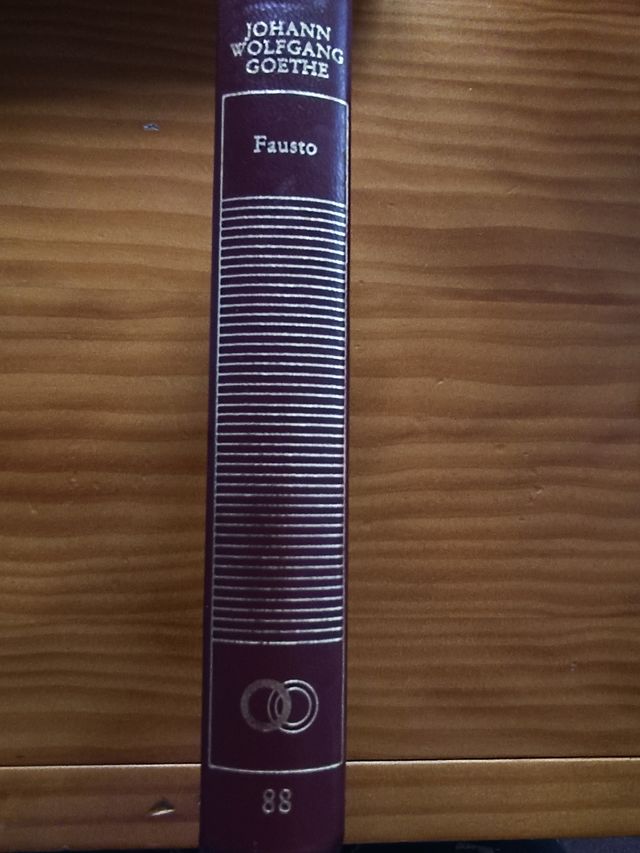 JOHANN
WOLFGANG
GOETHE
Fausto
88